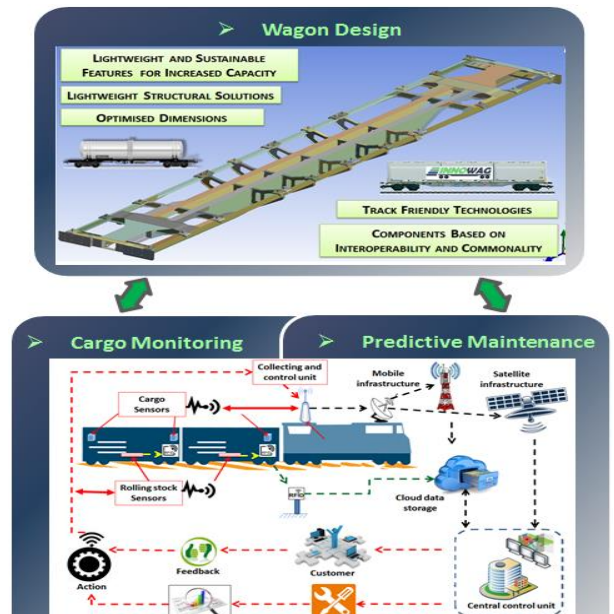 ➢ Wagon Design
LIGHTWEIGHT AND SUSTAINABLE
FEATURES FOR INCREASED CAPACITY
LIGHTWEIGHT STRUCTURAL SOLUTIONS
OPTIMISED DIMENSIONS
INNOWAG
TRACK FRIENDLY TECHNOLOGIES
COMPONENTS BASED ON
INTEROPERABILITY AND COMMONALITY
➢ Cargo Monitoring
➢ Predictive Maintenance
Collecting and
control unit
Mobile
infrastructure
Satellite
infrastructure
Cargo
Sensors
Rolling stock
Sensors
RFID
Cloud data
storage
Action
Feedback
Customer
Central control unit